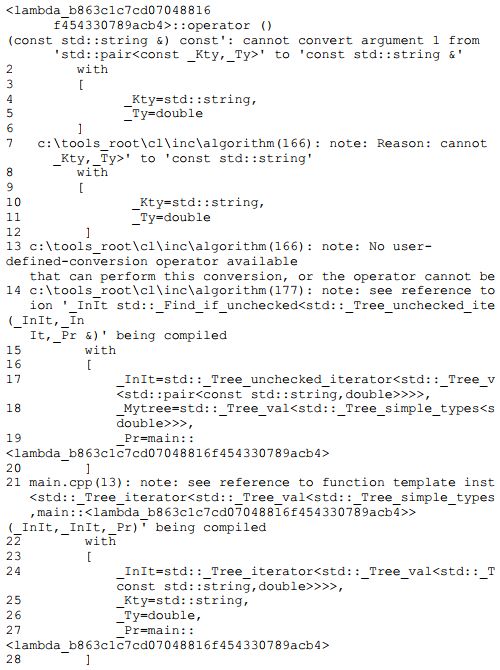 <lambda_b863c1c7cd07048816
f454330789acb4>::operator ()
(const std::string &) const': cannot convert argument 1 from
'std::pair<const _Kty,_Ty>' to 'const std::string &'
2 with
3 [
4 _Kty=std::string,
5 _Ty=double
6 ]
7 c:\tools_root\cl\inc\algorithm(166): note: Reason: cannot
_Kty,_Ty>' to 'const std::string'
8 with
9 [
10 _Kty=std::string,
11 _Ty=double
12 ]
13 c:\tools_root\cl\inc\algorithm(166): note: No user-
defined-conversion operator available
that can perform this conversion, or the operator cannot be
14 c:\tools_root\cl\inc\algorithm(177): note: see reference to
ion '_InIt std::_Find_if_unchecked<std::_Tree_unchecked_ite
(_InIt,_In
It,_Pr &)' being compiled
15 with
16 [
17 _InIt=std::_Tree_unchecked_iterator<std::_Tree_v
<std::pair<const std::string,double>>>>,
18 _Mytree=std::_Tree_val<std::_Tree_simple_types<s
double>>>,
19 _Pr=main::
<lambda_b863c1c7cd07048816f454330789acb4>
20 ]
21 main.cpp(13): note: see reference to function template inst
<std::_Tree_iterator<std::_Tree_val<std::_Tree_simple_types
,main::<lambda_b863c1c7cd07048816f454330789acb4>>
(_InIt,_InIt,_Pr)' being compiled
22 with
23 [
24 _InIt=std::_Tree_iterator<std::_Tree_val<std::_T
const std::string,double>>>>,
25 _Kty=std::string,
26 _Ty=double,
27 _Pr=main::
<lambda_b863c1c7cd07048816f454330789acb4>
28 ]